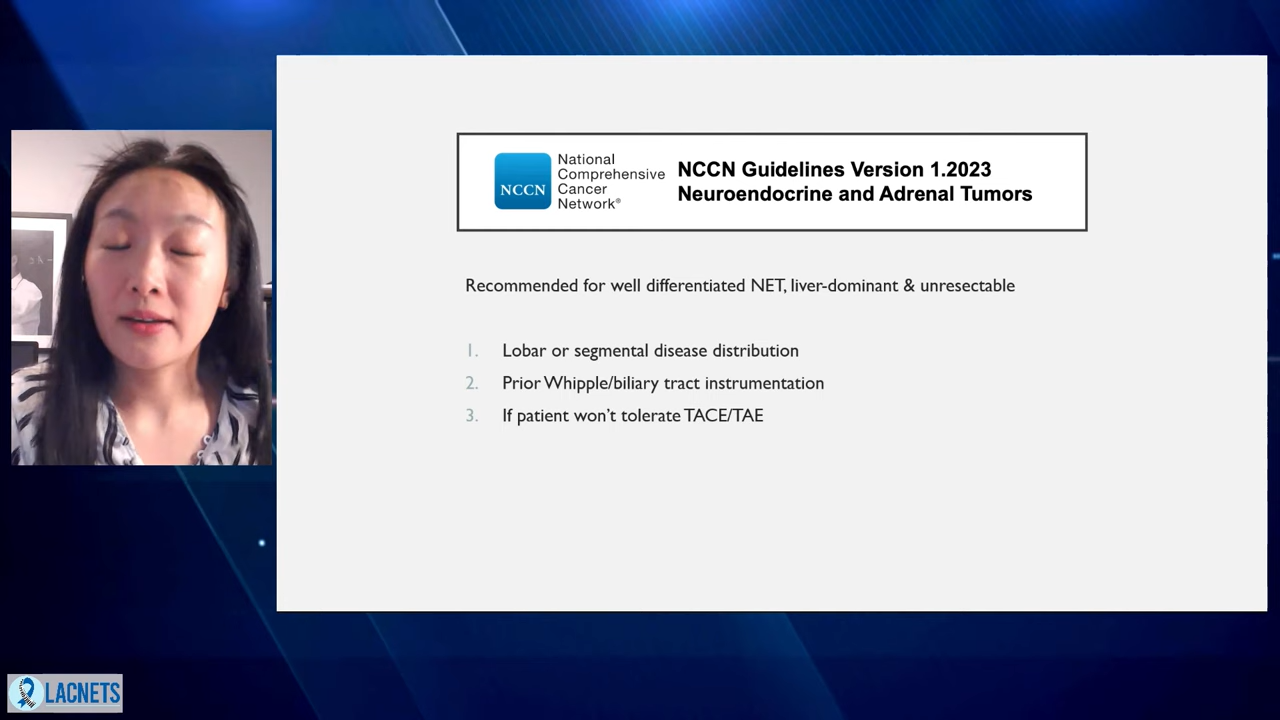 National
Comprehensive
Cancer
Network®
NCCN
NCCN Guidelines Version 1.2023
Neuroendocrine and Adrenal Tumors
Recommended for well differentiated NET, liver-dominant & unresectable
1. Lobar or segmental disease distribution
2. Prior Whipple/biliary tract instrumentation
3. If patient won't tolerate TACE/TAE
LACNETS